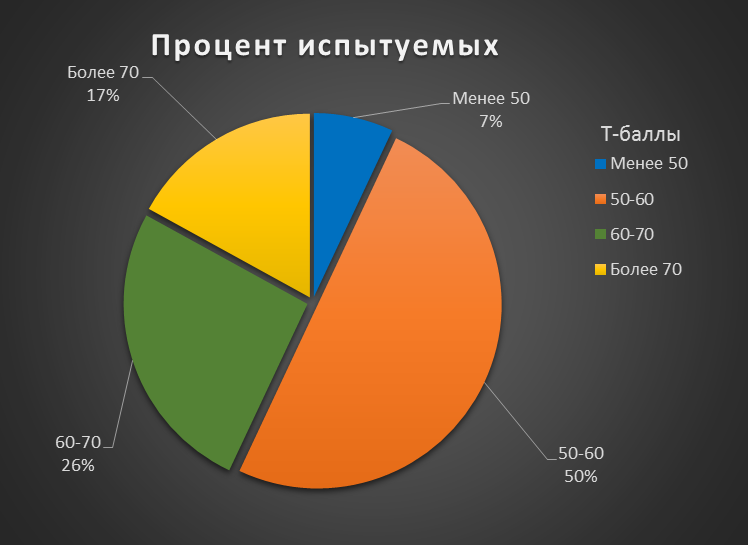 Процент испытуемых
Более 70
17%
Менее 50
7%
Т-баллы
Менее 50
50-60
60-70
Более 70
60-70
26%
50-60
50%